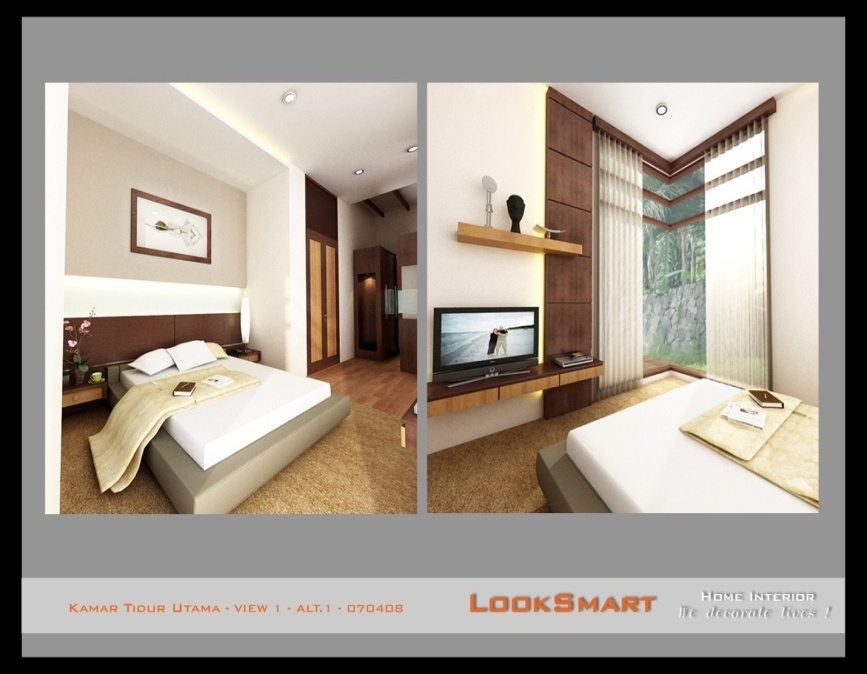 Kamar Tidur Utama - view 1 - Alt.1 - 070408
LookSmart
Home Interior
We decorate lives !